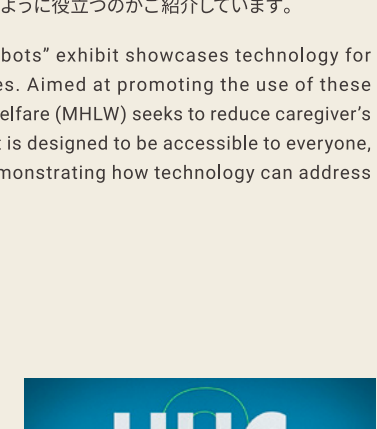 ように役立つのかご紹介しています。
bots” exhibit showcases technology for
es. Aimed at promoting the use of these
elfare (MHLW) seeks to reduce caregiver’s
is designed to be accessible to everyone,
monstrating how technology can address